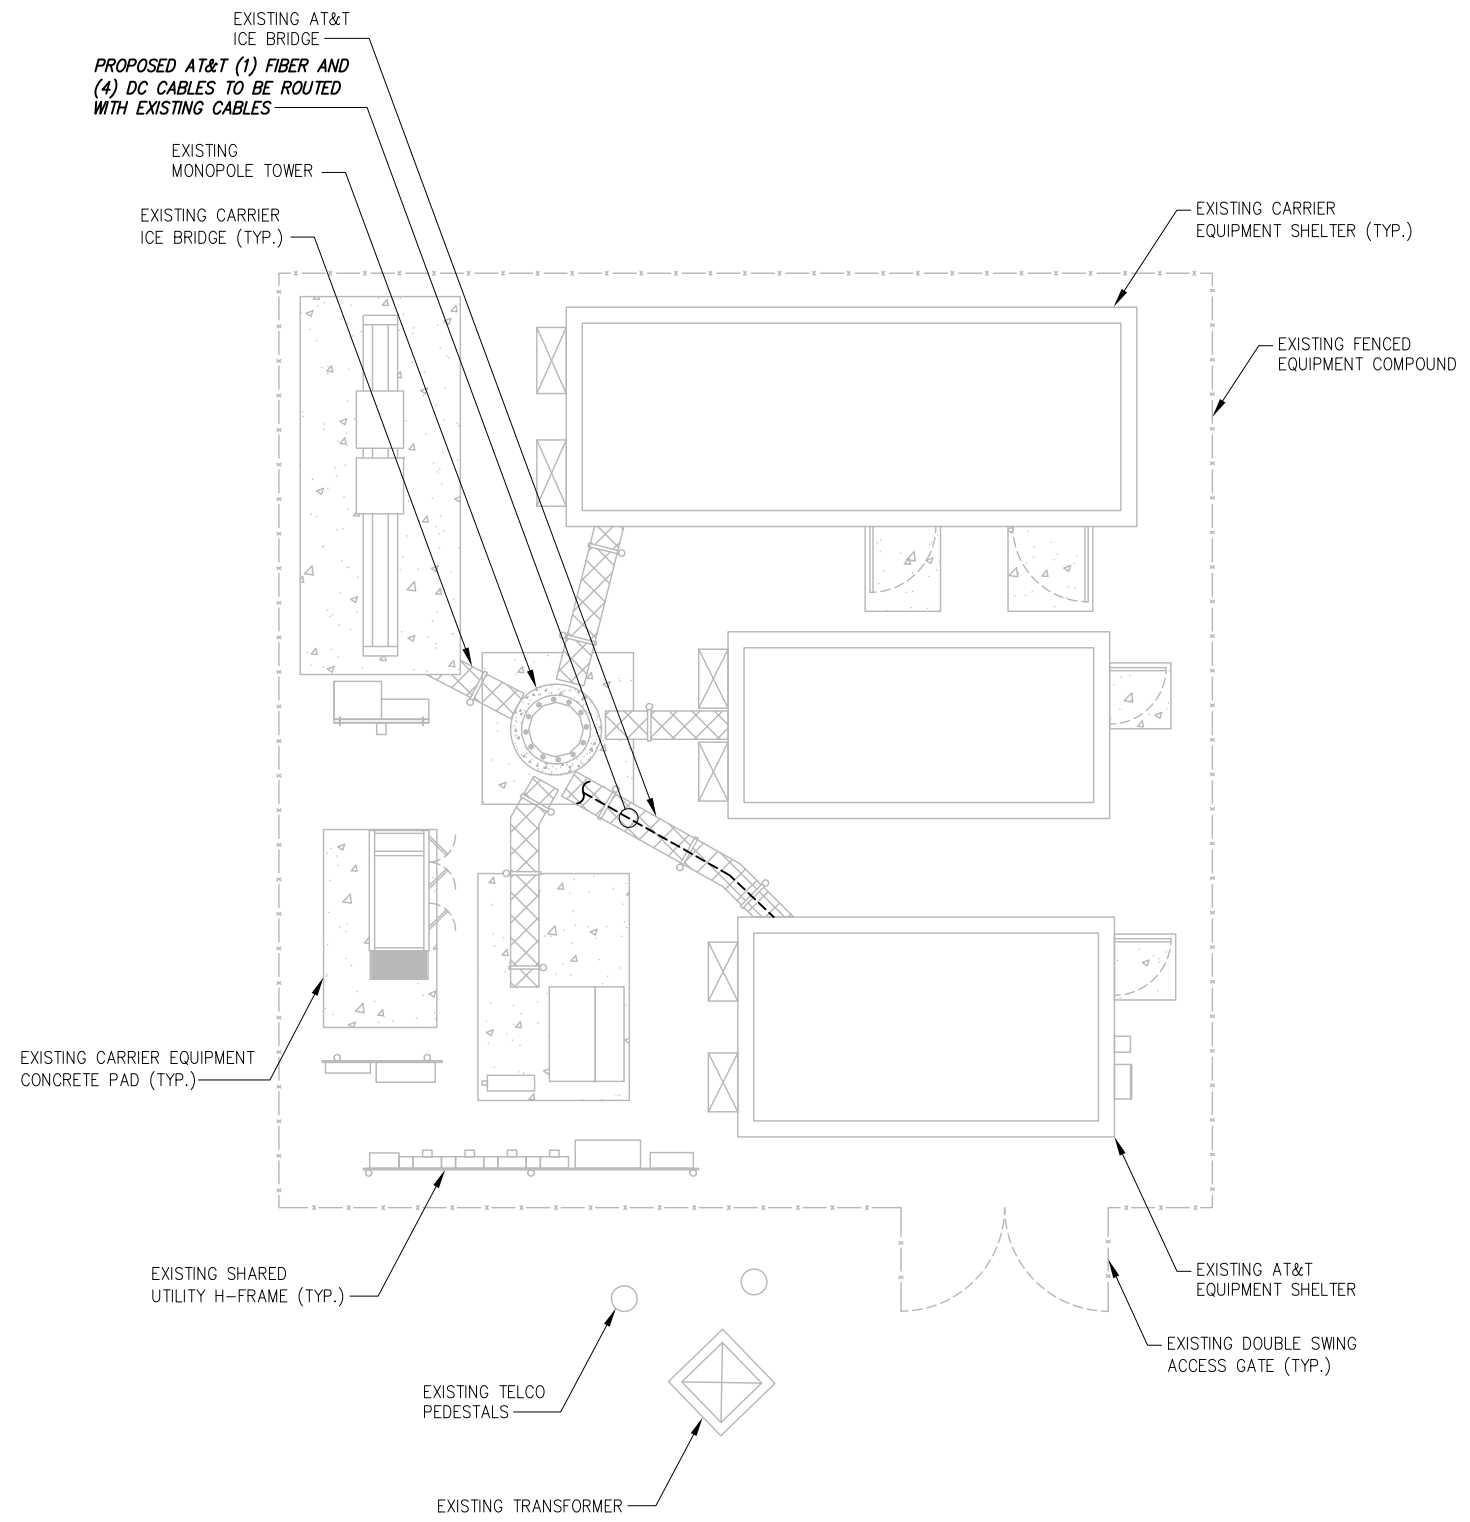 EXISTING AT&T
ICE BRIDGE
PROPOSED AT&T (1) FIBER AND
(4) DC CABLES TO BE ROUTED
WITH EXISTING CABLES
EXISTING
MONOPOLE TOWER
EXISTING CARRIER
ICE BRIDGE (TYP.)
EXISTING CARRIER
EQUIPMENT SHELTER (TYP.)
EXISTING FENCED
EQUIPMENT COMPOUND
EXISTING CARRIER EQUIPMENT
CONCRETE PAD (TYP.)
EXISTING SHARED
UTILITY H-FRAME (TYP.)
EXISTING AT&T
EQUIPMENT SHELTER
EXISTING DOUBLE SWING
ACCESS GATE (TYP.)
EXISTING TELCO
PEDESTALS
EXISTING TRANSFORMER